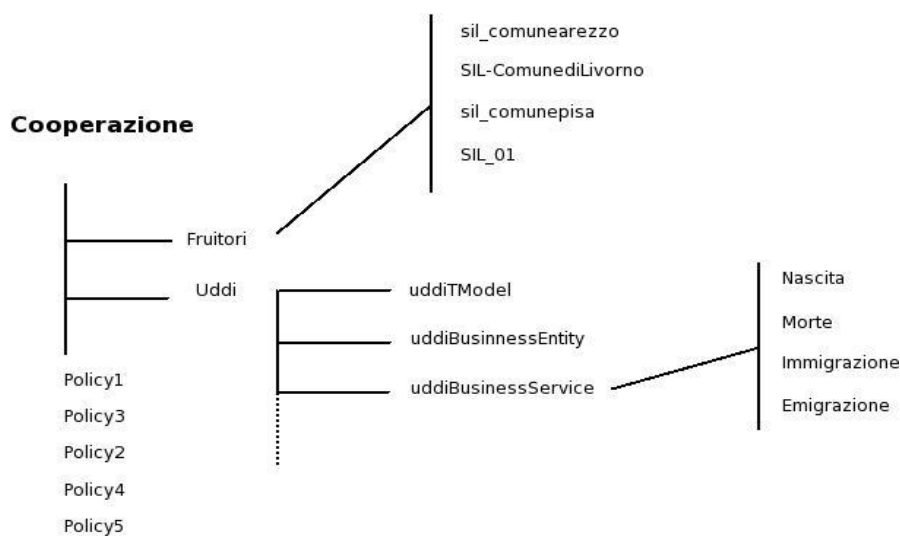 sil_comunearezzo
SIL-ComunediLivorno
sil_comunepisa
SIL_01
Cooperazione
Fruitori
Uddi
uddiTModel
uddiBusinnessEntity
uddiBusinessService
Nascita
Morte
Immigrazione
Emigrazione
Policy1
Policy3
Policy2
Policy4
Policy5